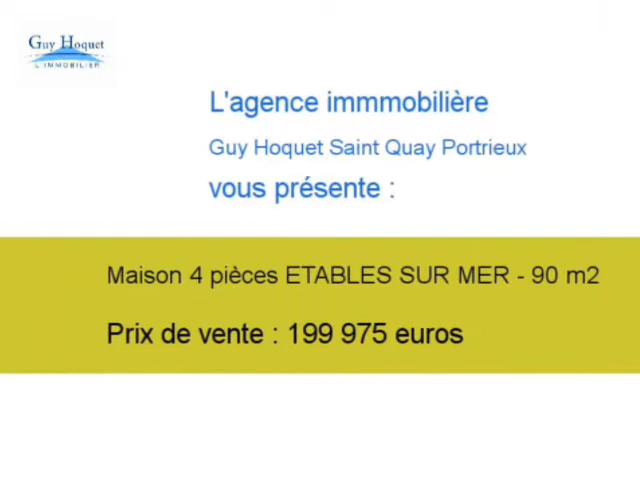 Guy Hoquet
L'IMMOBILIER
L'agence immmobilière
Guy Hoquet Saint Quay Portrieux
vous présente :
Maison 4 pièces ETABLES SUR MER - 90 m2
Prix de vente : 199 975 euros